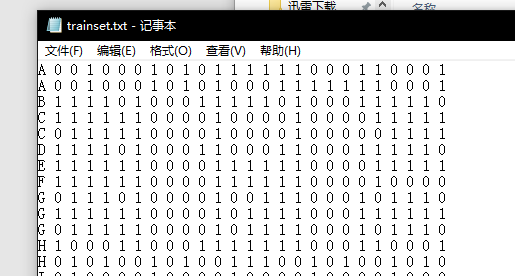 迅雷下载
名称
trainset.txt - 记事本
文件(F) 编辑(E) 格式(O) 查看(V) 帮助(H)
A 0 0 1 0 0 0 1 0 1 0 1 1 1 1 1 1 0 0 0 1 1 0 0 0 1
A 0 0 1 0 0 0 1 0 1 0 1 0 0 0 1 1 1 1 1 1 1 0 0 0 1
B 1 1 1 1 0 1 0 0 0 1 1 1 1 1 0 1 0 0 0 1 1 1 1 1 0
C 1 1 1 1 1 1 0 0 0 0 1 0 0 0 0 1 0 0 0 0 1 1 1 1 1
C 0 1 1 1 1 1 0 0 0 0 1 0 0 0 0 1 0 0 0 0 0 1 1 1 1
D 1 1 1 1 0 1 0 0 0 1 1 0 0 0 1 1 0 0 0 1 1 1 1 1 0
E 1 1 1 1 1 1 0 0 0 0 1 1 1 1 1 1 0 0 0 0 1 1 1 1 1
F 1 1 1 1 1 1 0 0 0 0 1 1 1 1 1 1 0 0 0 0 1 0 0 0 0
G 0 1 1 1 1 1 0 0 0 0 1 0 0 1 1 1 0 0 0 1 0 1 1 1 0
G 1 1 1 1 1 1 0 0 0 0 1 0 1 1 1 1 0 0 0 1 1 1 1 1 1
G 1 1 1 1 1 1 0 0 0 0 1 0 0 1 1 1 0 0 0 1 0 1 1 1 1
H 1 0 0 0 1 1 0 0 0 1 1 1 1 1 1 1 0 0 0 1 1 0 0 0 1
H 0 1 0 1 0 0 1 0 1 0 0 1 1 1 0 0 1 0 1 0 0 1 0 1 0